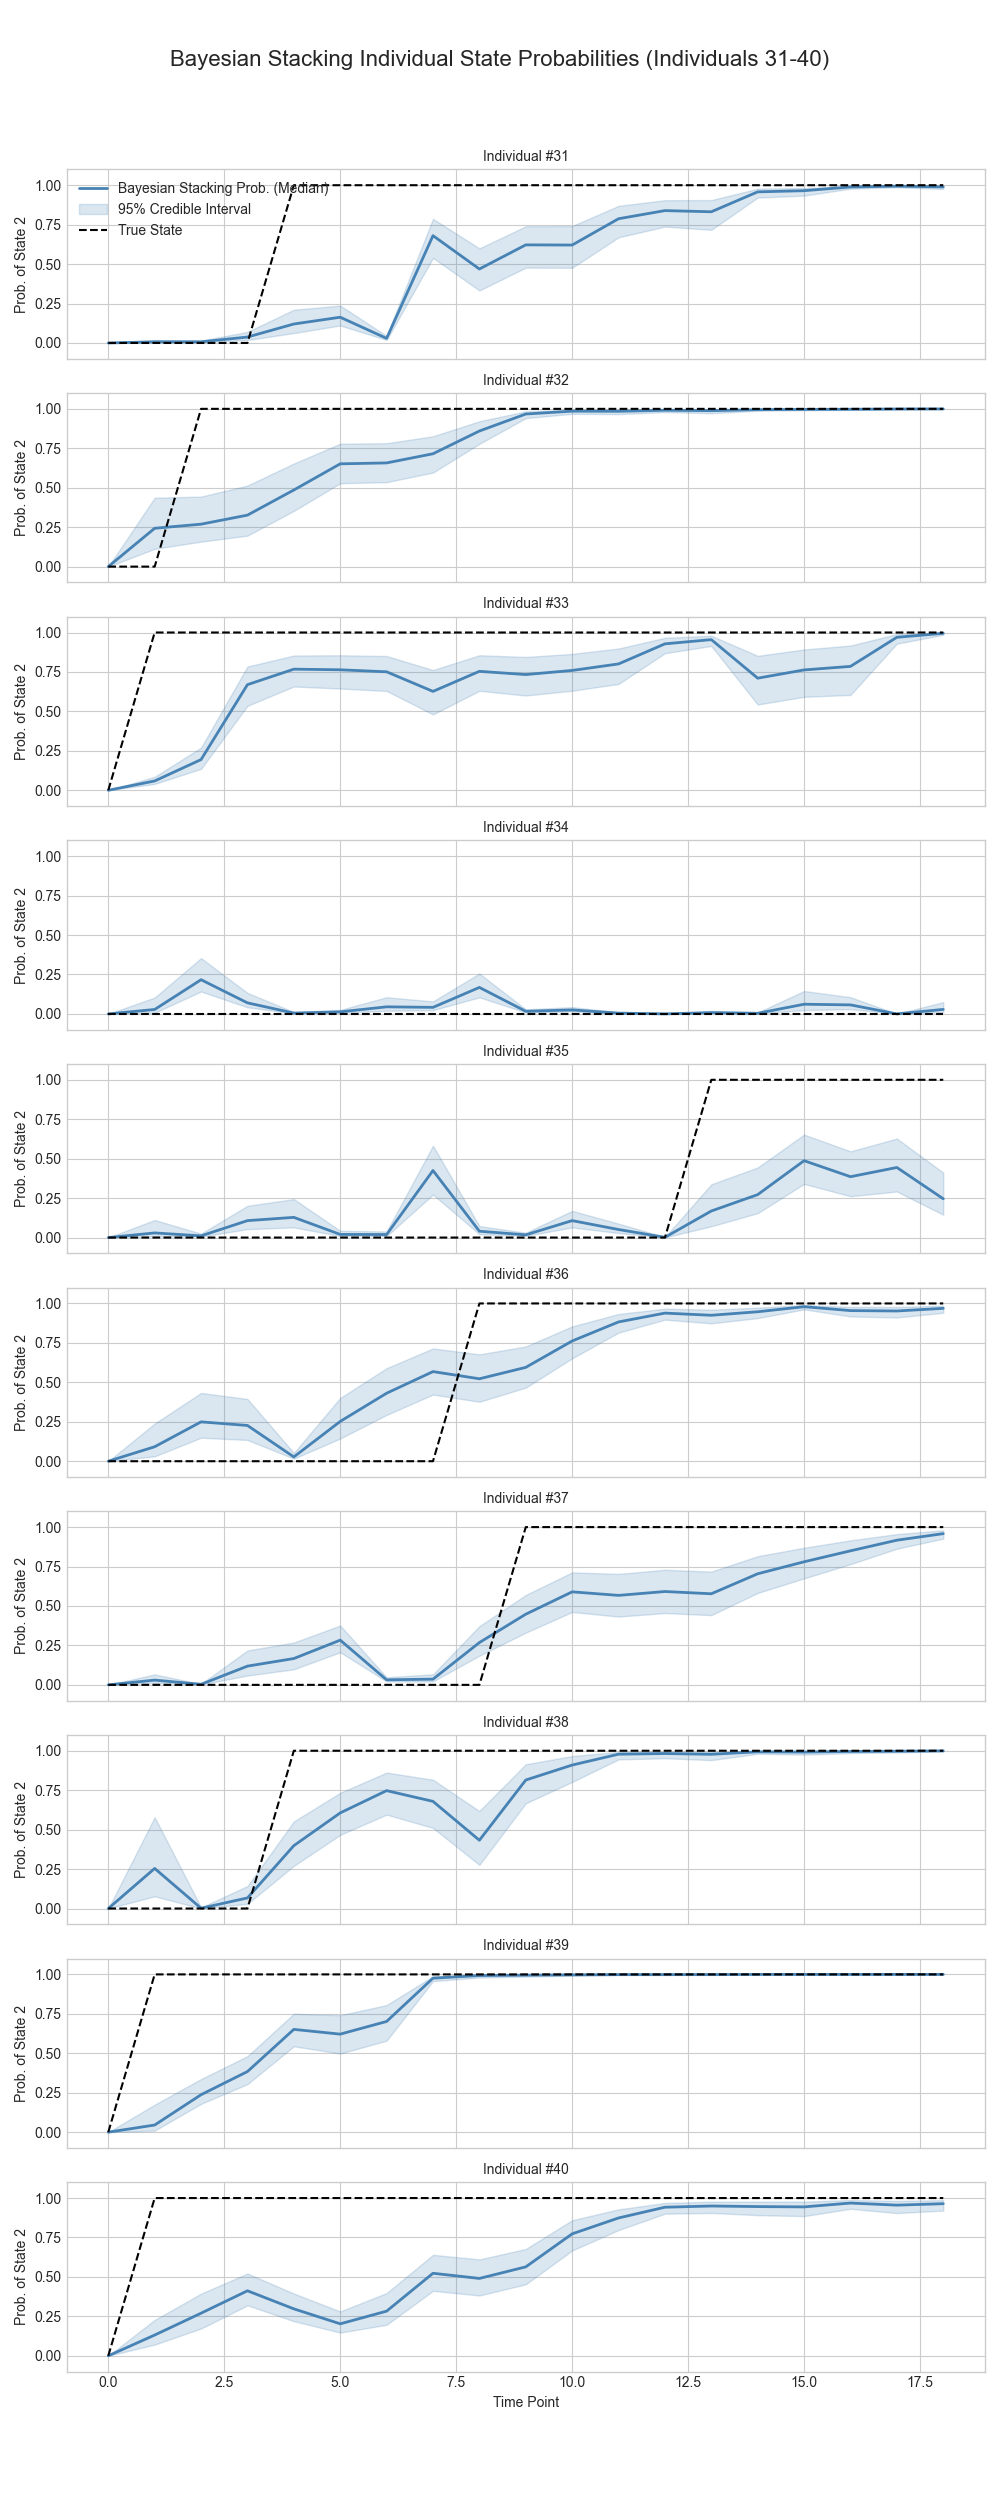 Bayesian Stacking Individual State Probabilities (Individuals 31-40)
Individual #31
Bayesian Stacking Prob. (Median)
95% Credible Interval
True State
Prob. of State 2
1.00
0.75
0.50
0.25
0.00
Individual #32
Prob. of State 2
1.00
0.75
0.50
0.25
0.00
Individual #33
Prob. of State 2
1.00
0.75
0.50
0.25
0.00
Individual #34
Prob. of State 2
1.00
0.75
0.50
0.25
0.00
Individual #35
Prob. of State 2
1.00
0.75
0.50
0.25
0.00
Individual #36
Prob. of State 2
1.00
0.75
0.50
0.25
0.00
Individual #37
Prob. of State 2
1.00
0.75
0.50
0.25
0.00
Individual #38
Prob. of State 2
1.00
0.75
0.50
0.25
0.00
Individual #39
Prob. of State 2
1.00
0.75
0.50
0.25
0.00
Individual #40
Prob. of State 2
1.00
0.75
0.50
0.25
0.00
0.0 2.5 5.0 7.5 10.0 12.5 15.0 17.5
Time Point